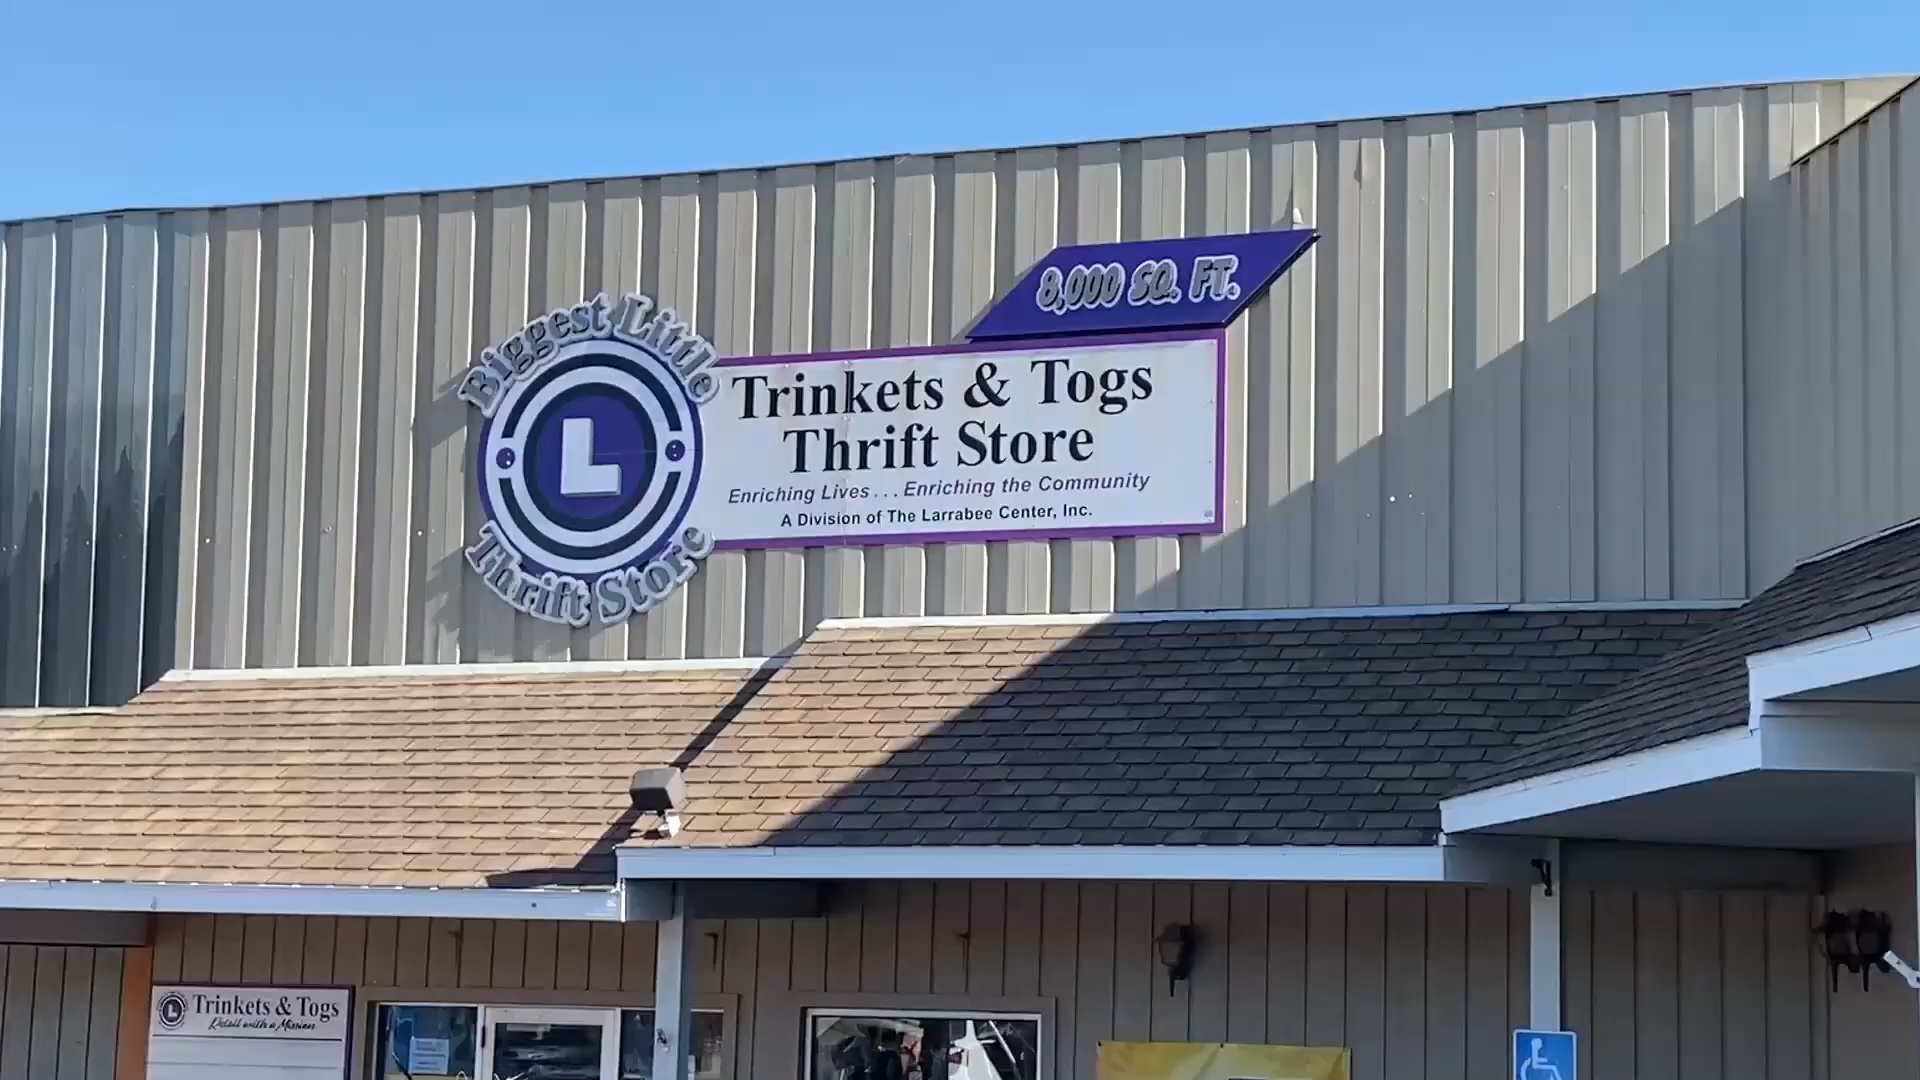 8,000 SQ. FT.
Biggest Little
L
Thrift Store
Trinkets & Togs
Thrift Store
Enriching Lives... Enriching the Community
A Division of The Larrabee Center, Inc.
L
Trinkets & Togs
Retail with a Mission